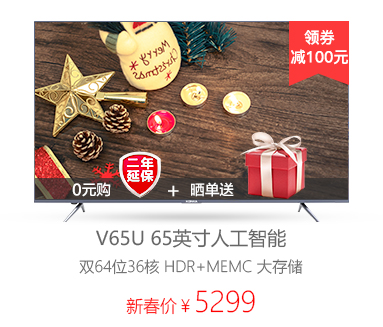 领券
减100元
Merry
Christmas
二年
延保
0元购 + 晒单送
KONKA
V65U 65英寸人工智能
双64位36核 HDR+MEMC 大存储
新春价 ¥ 5299